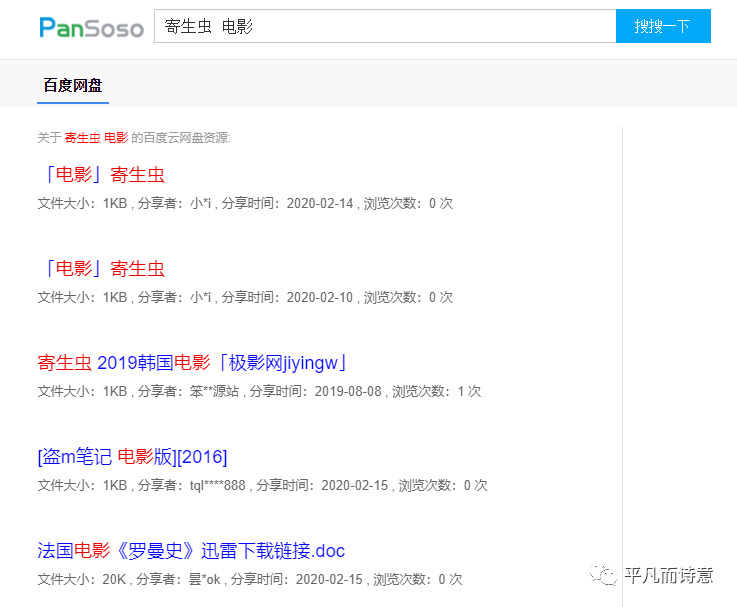 PanSoso
寄生虫 电影
搜搜一下
百度网盘
关于 寄生虫 电影 的百度云网盘资源:
「电影」寄生虫
文件大小：1KB , 分享者：小*i , 分享时间：2020-02-14 , 浏览次数：0 次
「电影」寄生虫
文件大小：1KB , 分享者：小*i , 分享时间：2020-02-10 , 浏览次数：0 次
寄生虫 2019韩国电影「极影网jiyingw」
文件大小：1KB , 分享者：笨**源站 , 分享时间：2019-08-08 , 浏览次数：1 次
[盗m笔记 电影版][2016]
文件大小：1KB , 分享者：tql****888 , 分享时间：2020-02-15 , 浏览次数：0 次
法国电影《罗曼史》迅雷下载链接.doc
文件大小：20K , 分享者：昙*ok , 分享时间：2020-02-15 , 浏览次数：0 次
平凡而诗意